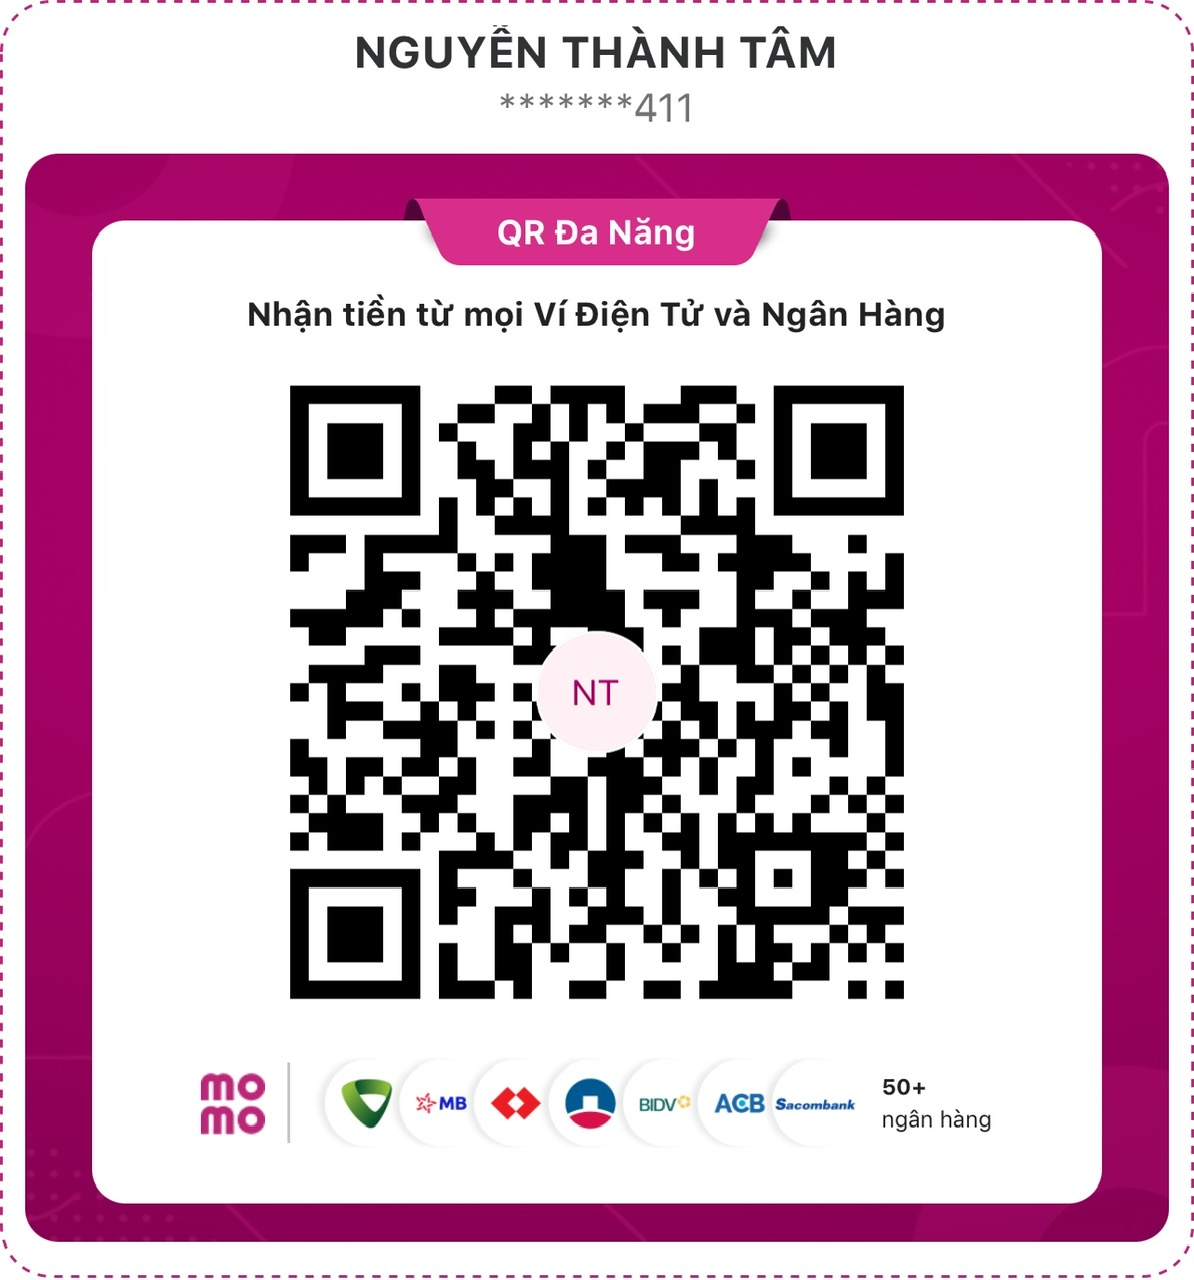 NGUYỄN THÀNH TÂM
*******411
QR Đa Năng
Nhận tiền từ mọi Ví Điện Tử và Ngân Hàng
NT
mo
mo
MB
BIDV
ACB
Sacombank
50+
ngân hàng